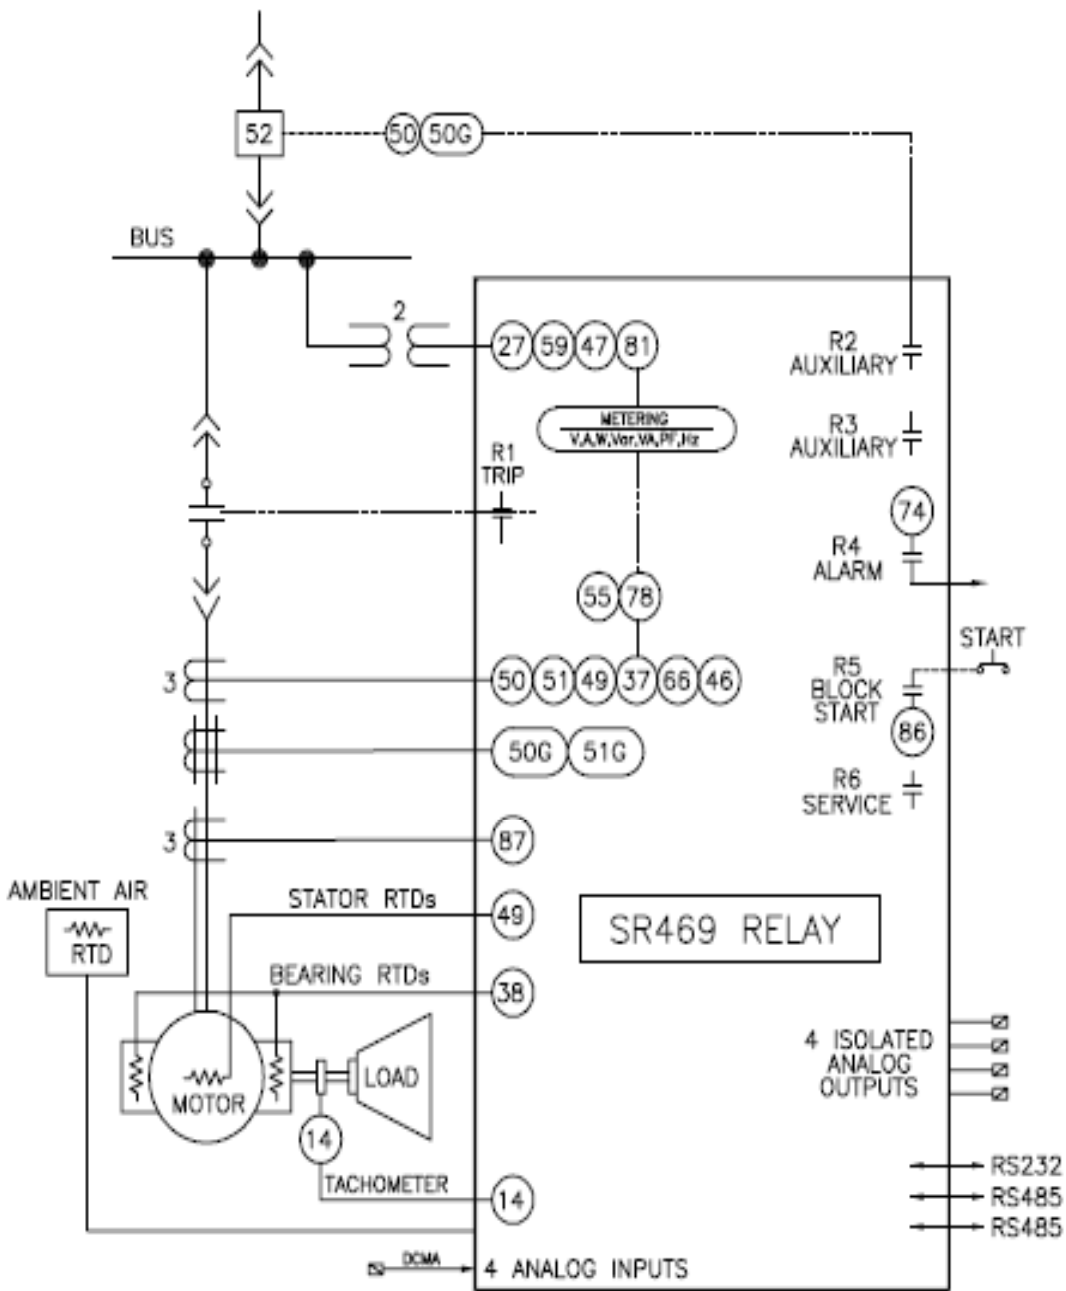 52
50 50G
BUS
2
27 59 47 81
R2
AUXILIARY
METERING
V,A,W,Var,VA,PF,Hz
R3
AUXILIARY
R1
TRIP
74
R4
ALARM
55 78
START
3
50 51 49 37 66 46
R5
BLOCK
START
86
50G 51G
R6
SERVICE
3
87
AMBIENT AIR
RTD
STATOR RTDs
49
SR469 RELAY
BEARING RTDs
38
4 ISOLATED
ANALOG
OUTPUTS
MOTOR
LOAD
14
TACHOMETER
14
RS232
RS485
RS485
DCMA
4 ANALOG INPUTS